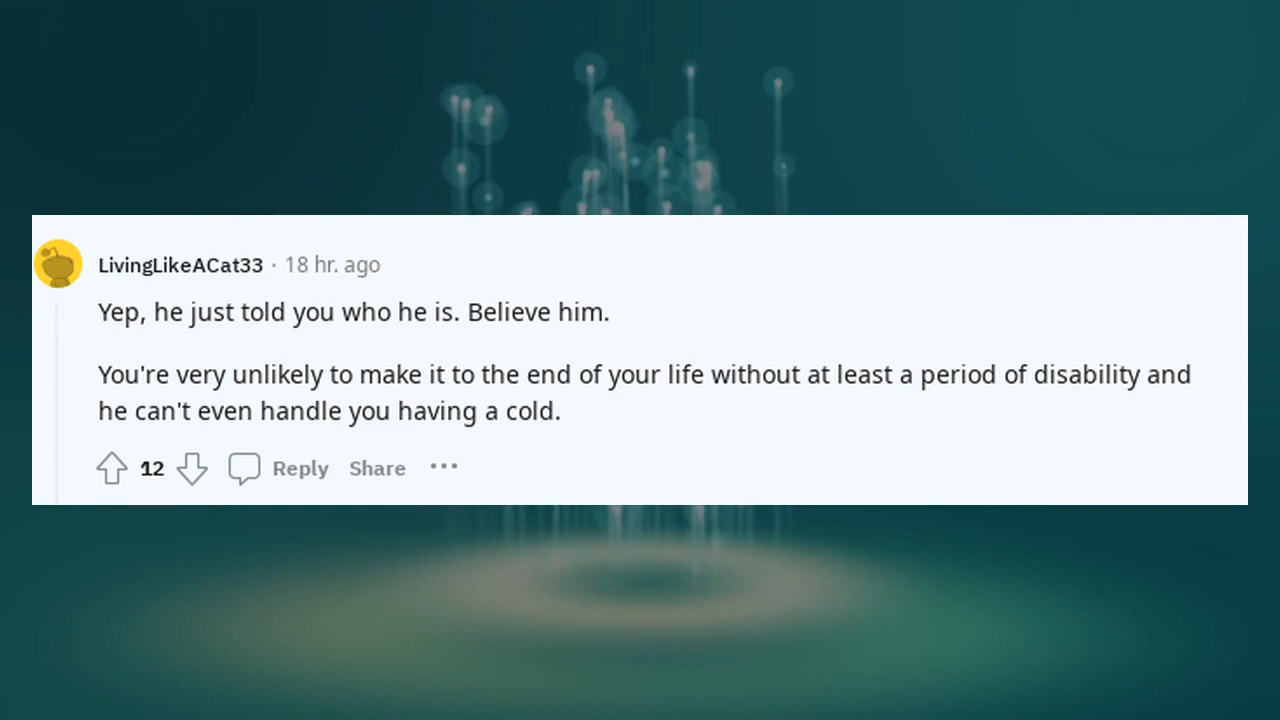 LivingLikeACat33 · 18 hr. ago
Yep, he just told you who he is. Believe him.
You're very unlikely to make it to the end of your life without at least a period of disability and
he can't even handle you having a cold.
12 Reply Share ···